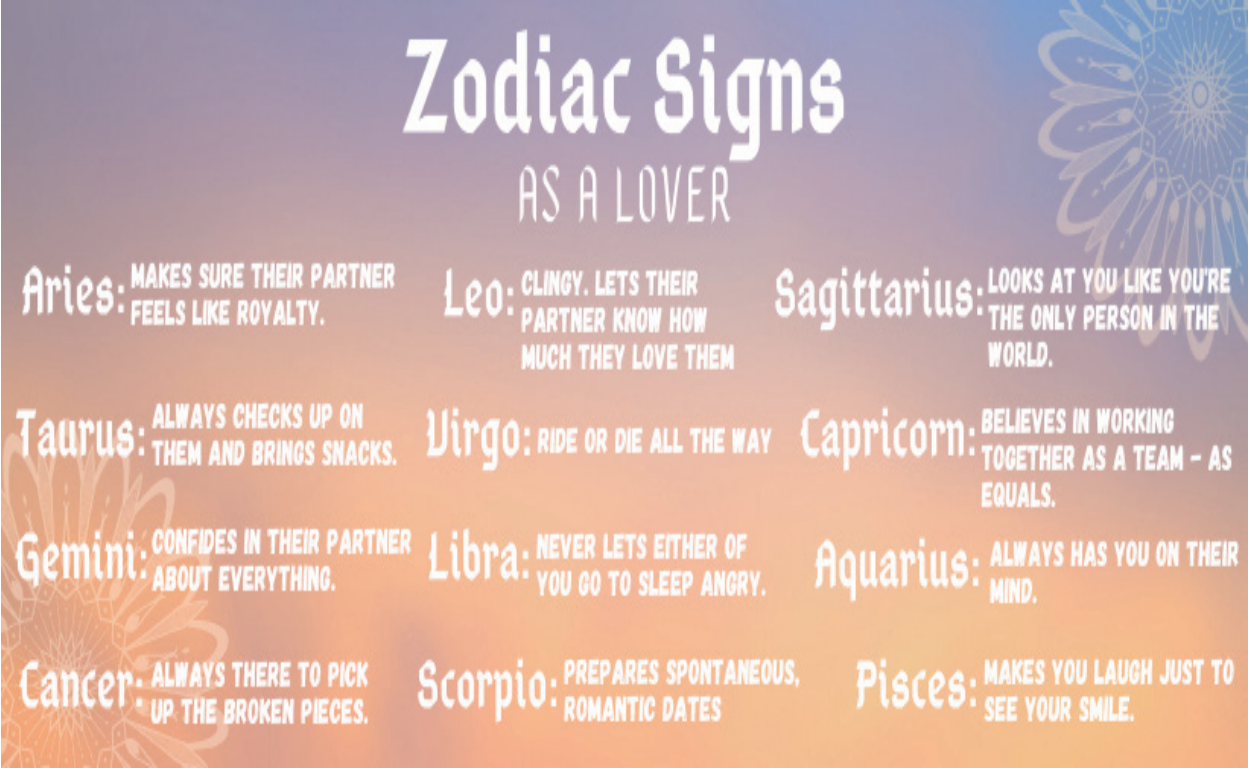 Zodiac Signs
AS A LOVER
Aries: MAKES SURE THEIR PARTNER
FEELS LIKE ROYALTY.
Taurus: ALWAYS CHECKS UP ON
THEM AND BRINGS SNACKS.
Gemini: CONFIDES IN THEIR PARTNER
ABOUT EVERYTHING.
Cancer: ALWAYS THERE TO PICK
UP THE BROKEN PIECES.
Leo: CLINGY. LETS THEIR
PARTNER KNOW HOW
MUCH THEY LOVE THEM
Virgo: RIDE OR DIE ALL THE WAY
Libra: NEVER LETS EITHER OF
YOU GO TO SLEEP ANGRY.
Scorpio: PREPARES SPONTANEOUS,
ROMANTIC DATES
Sagittarius: LOOKS AT YOU LIKE YOU'RE
THE ONLY PERSON IN THE
WORLD.
Capricorn: BELIEVES IN WORKING
TOGETHER AS A TEAM - AS
EQUALS.
Aquarius: ALWAYS HAS YOU ON THEIR
MIND.
Pisces: MAKES YOU LAUGH JUST TO
SEE YOUR SMILE.